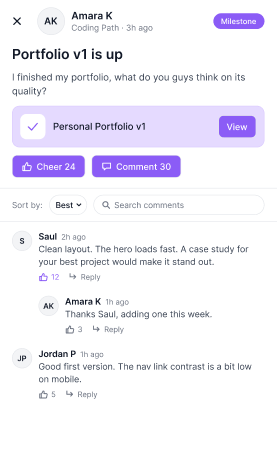 AK
Amara K
Coding Path · 3h ago
Milestone
Portfolio v1 is up
I finished my portfolio, what do you guys think on its
quality?
Personal Portfolio v1
View
Cheer 24
Comment 30
Sort by:
Best
Search comments
S
Saul 2h ago
Clean layout. The hero loads fast. A case study for
your best project would make it stand out.
12 Reply
AK
Amara K 1h ago
Thanks Saul, adding one this week.
3 Reply
JP
Jordan P 1h ago
Good first version. The nav link contrast is a bit low
on mobile.
5 Reply